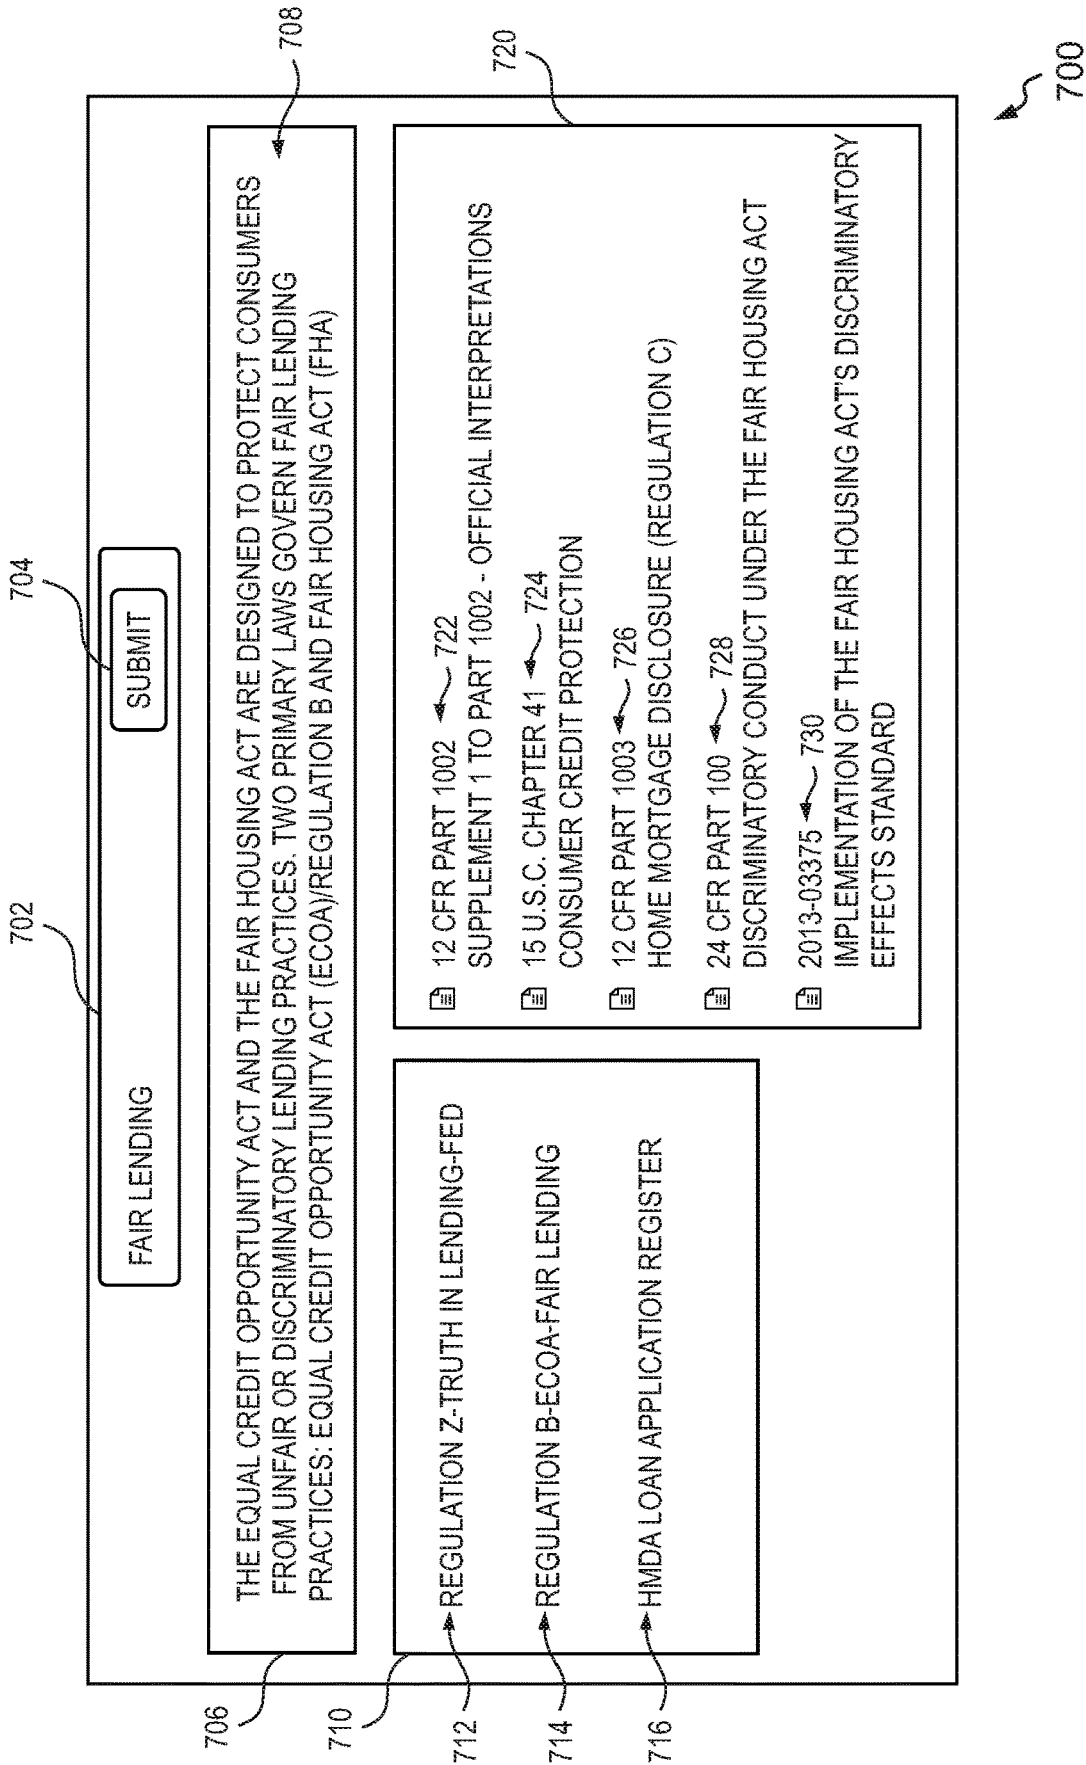 702
704
FAIR LENDING
SUBMIT
706
708
THE EQUAL CREDIT OPPORTUNITY ACT AND THE FAIR HOUSING ACT ARE DESIGNED TO PROTECT CONSUMERS
FROM UNFAIR OR DISCRIMINATORY LENDING PRACTICES. TWO PRIMARY LAWS GOVERN FAIR LENDING
PRACTICES: EQUAL CREDIT OPPORTUNITY ACT (ECOA)/REGULATION B AND FAIR HOUSING ACT (FHA)
710
712
REGULATION Z-TRUTH IN LENDING-FED
714
REGULATION B-ECOA-FAIR LENDING
716
HMDA LOAN APPLICATION REGISTER
720
12 CFR PART 1002 722
SUPPLEMENT 1 TO PART 1002 - OFFICIAL INTERPRETATIONS
15 U.S.C. CHAPTER 41 724
CONSUMER CREDIT PROTECTION
12 CFR PART 1003 726
HOME MORTGAGE DISCLOSURE (REGULATION C)
24 CFR PART 100 728
DISCRIMINATORY CONDUCT UNDER THE FAIR HOUSING ACT
2013-03375 730
IMPLEMENTATION OF THE FAIR HOUSING ACT'S DISCRIMINATORY
EFFECTS STANDARD
700